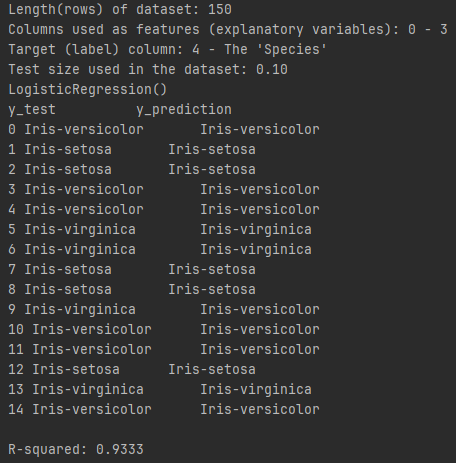 Length(rows) of dataset: 150
Columns used as features (explanatory variables): 0 - 3
Target (label) column: 4 - The 'Species'
Test size used in the dataset: 0.10
LogisticRegression()
y_test          y_prediction
0 Iris-versicolor       Iris-versicolor
1 Iris-setosa       Iris-setosa
2 Iris-setosa       Iris-setosa
3 Iris-versicolor       Iris-versicolor
4 Iris-versicolor       Iris-versicolor
5 Iris-virginica        Iris-virginica
6 Iris-virginica        Iris-virginica
7 Iris-setosa       Iris-setosa
8 Iris-setosa       Iris-setosa
9 Iris-virginica        Iris-versicolor
10 Iris-versicolor      Iris-versicolor
11 Iris-versicolor      Iris-versicolor
12 Iris-setosa      Iris-setosa
13 Iris-virginica       Iris-virginica
14 Iris-versicolor      Iris-versicolor
R-squared: 0.9333